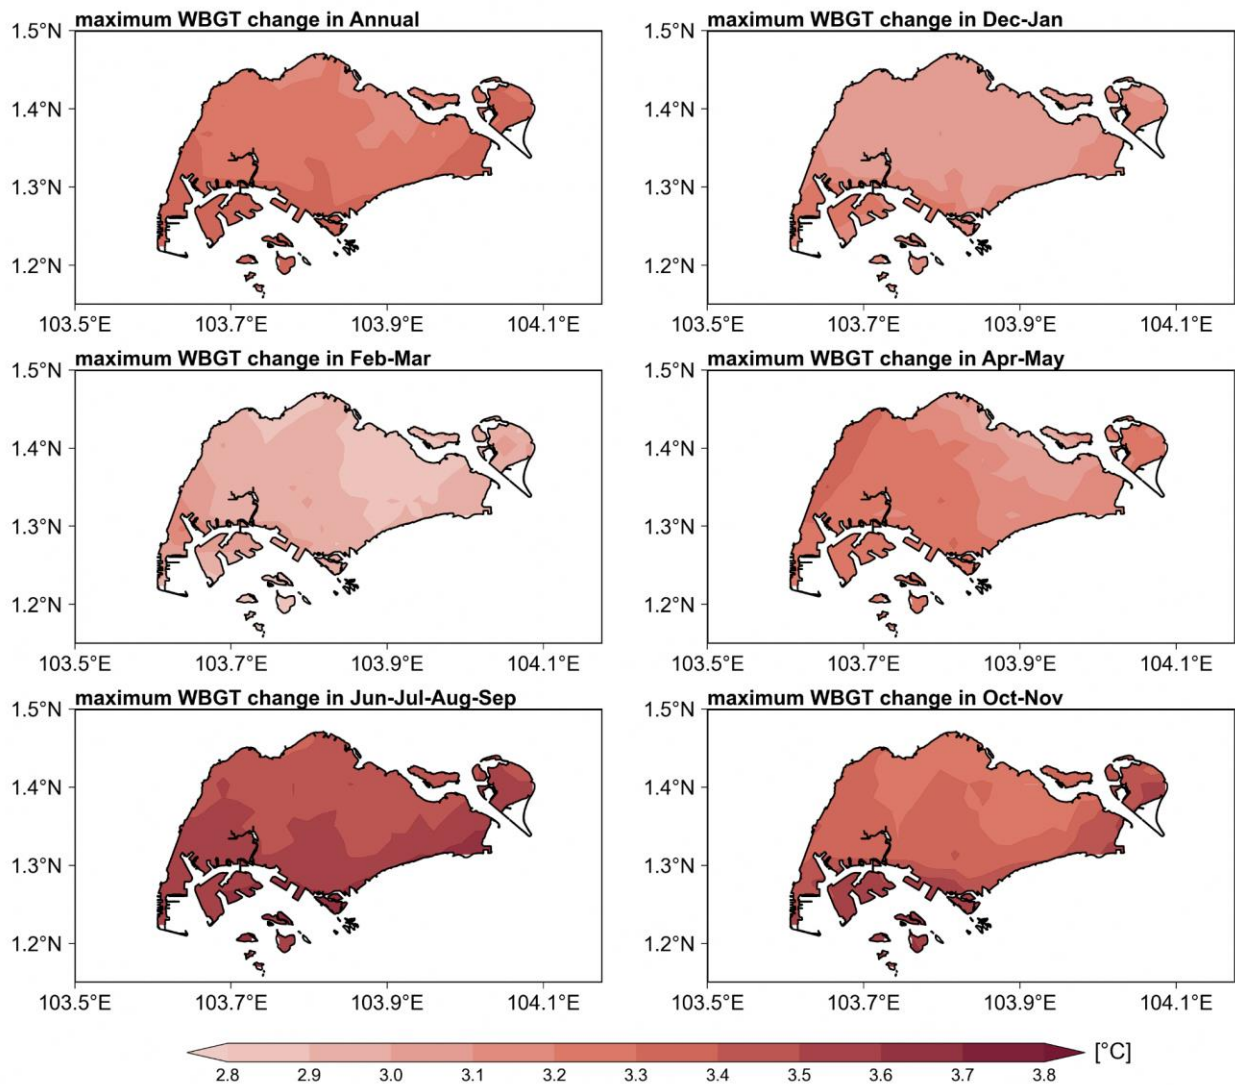 maximum WBGT change in Annual
1.5°N
1.4°N
1.3°N
1.2°N
103.5°E 103.7°E 103.9°E 104.1°E
maximum WBGT change in Dec-Jan
1.5°N
1.4°N
1.3°N
1.2°N
103.5°E 103.7°E 103.9°E 104.1°E
maximum WBGT change in Feb-Mar
1.5°N
1.4°N
1.3°N
1.2°N
103.5°E 103.7°E 103.9°E 104.1°E
maximum WBGT change in Apr-May
1.5°N
1.4°N
1.3°N
1.2°N
103.5°E 103.7°E 103.9°E 104.1°E
maximum WBGT change in Jun-Jul-Aug-Sep
1.5°N
1.4°N
1.3°N
1.2°N
103.5°E 103.7°E 103.9°E 104.1°E
maximum WBGT change in Oct-Nov
1.5°N
1.4°N
1.3°N
1.2°N
103.5°E 103.7°E 103.9°E 104.1°E
[°C]
2.8 2.9 3.0 3.1 3.2 3.3 3.4 3.5 3.6 3.7 3.8